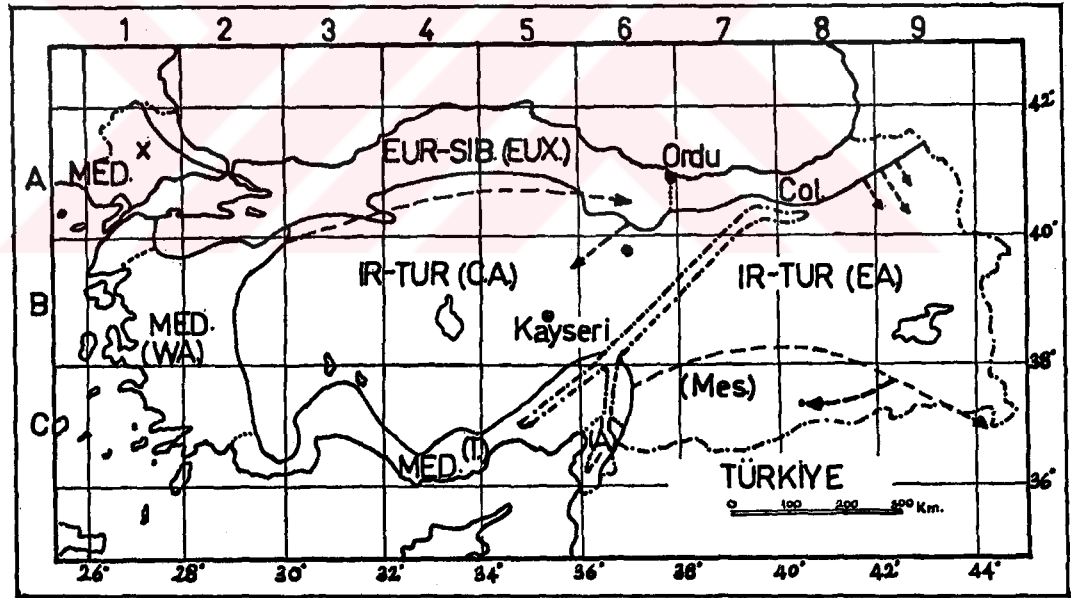 1 2 3 4 5 6 7 8 9
42°
EUR-SIB. (EUX.)
Ordu
A
MED.
X
Col.
40°
IR-TUR (C.A.)
IR-TUR (EA)
B
Kayseri
MED.
(WA)
38°
(Mes)
C
MED. (T.)
(A)
TÜRKİYE
36°
0 100 200 300 Km.
26° 28° 30° 32° 34° 36° 38° 40° 42° 44°